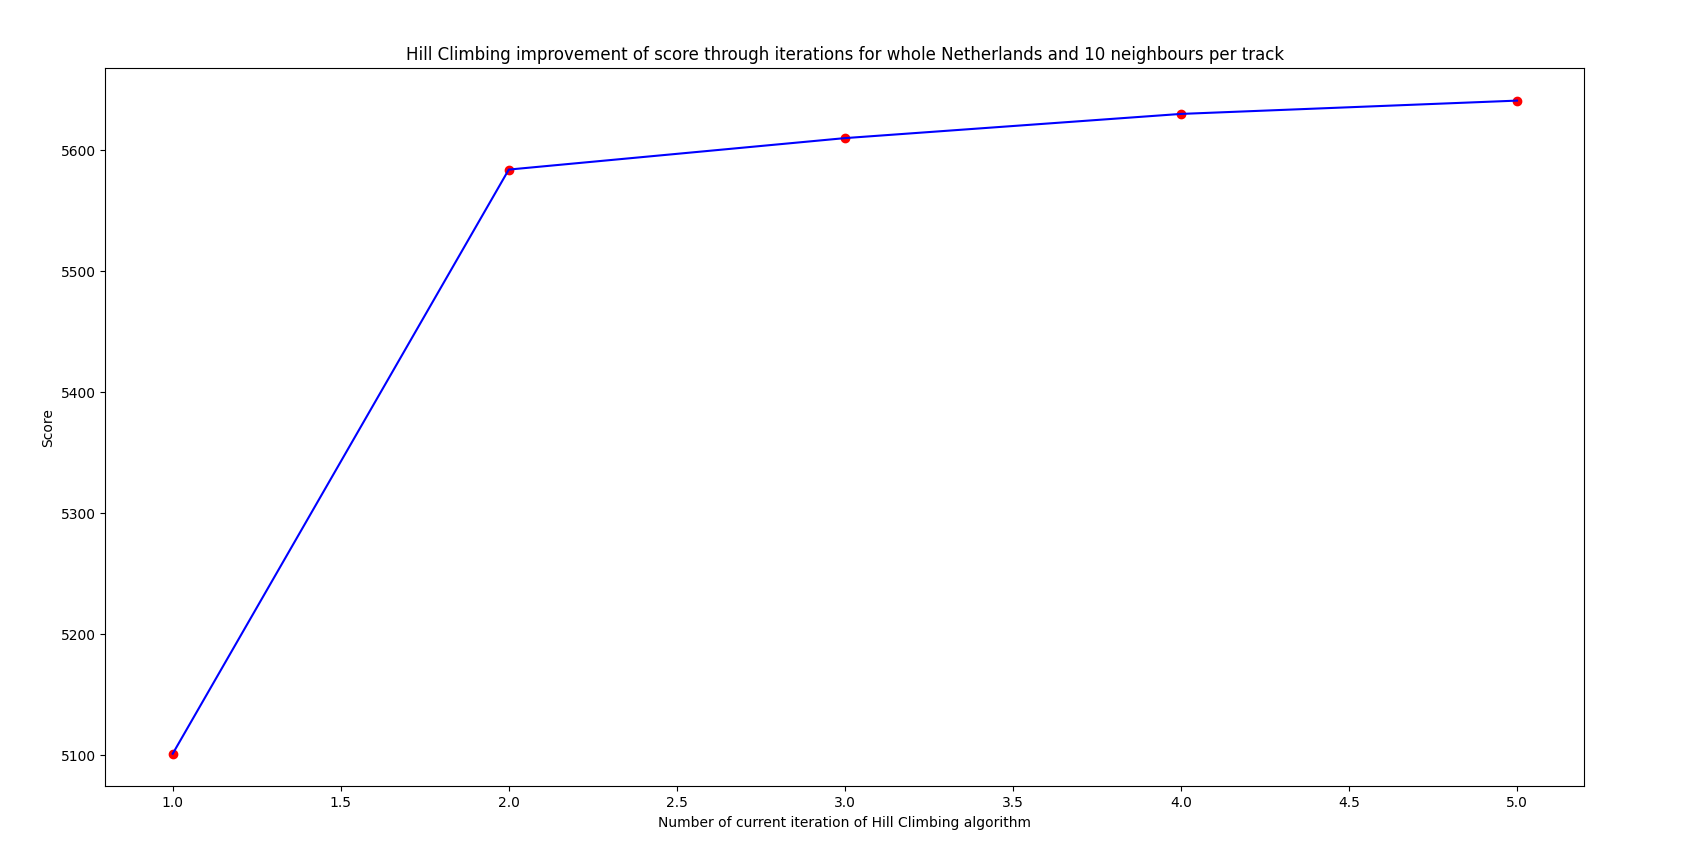 Hill Climbing improvement of score through iterations for whole Netherlands and 10 neighbours per track
5600
5500
5400
5300
5200
5100
Score
1.0 1.5 2.0 2.5 3.0 3.5 4.0 4.5 5.0
Number of current iteration of Hill Climbing algorithm